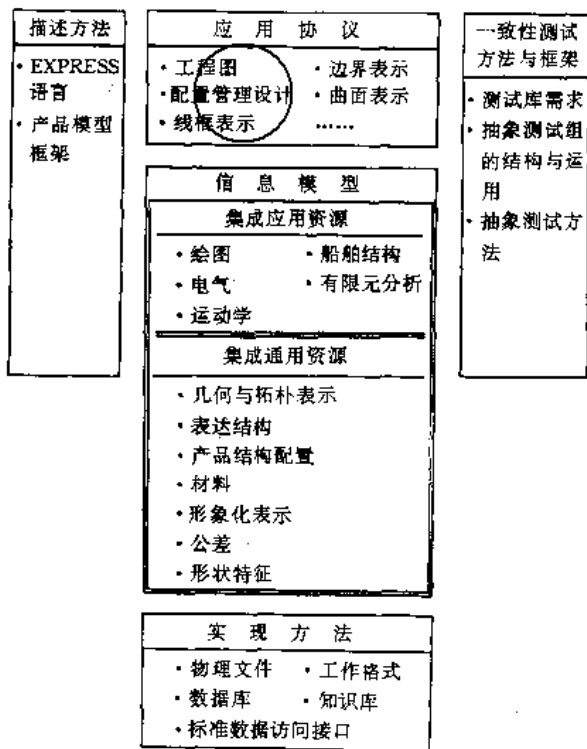 描述方法
• EXPRESS
语言
• 产品模型
框架
应用协议
• 工程图 • 边界表示
• 配置管理设计 • 曲面表示
• 线框表示 ……
信息模型
集成应用资源
• 绘图 • 船舶结构
• 电气 • 有限元分析
• 运动学
集成通用资源
• 几何与拓朴表示
• 表达结构
• 产品结构配置
• 材料
• 形象化表示
• 公差
• 形状特征
实现方法
• 物理文件 • 工作格式
• 数据库 • 知识库
• 标准数据访问接口
一致性测试
方法与框架
• 测试库需求
• 抽象测试组
的结构与运
用
• 抽象测试方
法